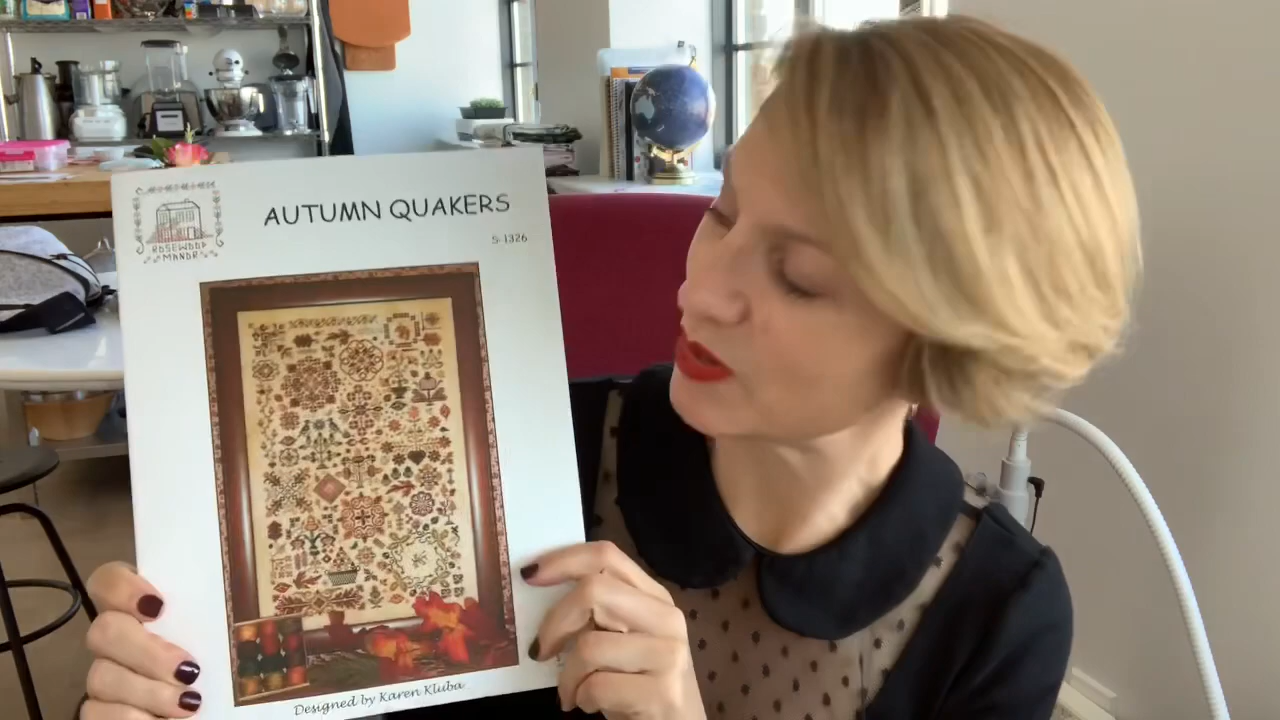 ROSEWOOD
MANOR
AUTUMN QUAKERS
S-1326
Designed by Karen Kluba